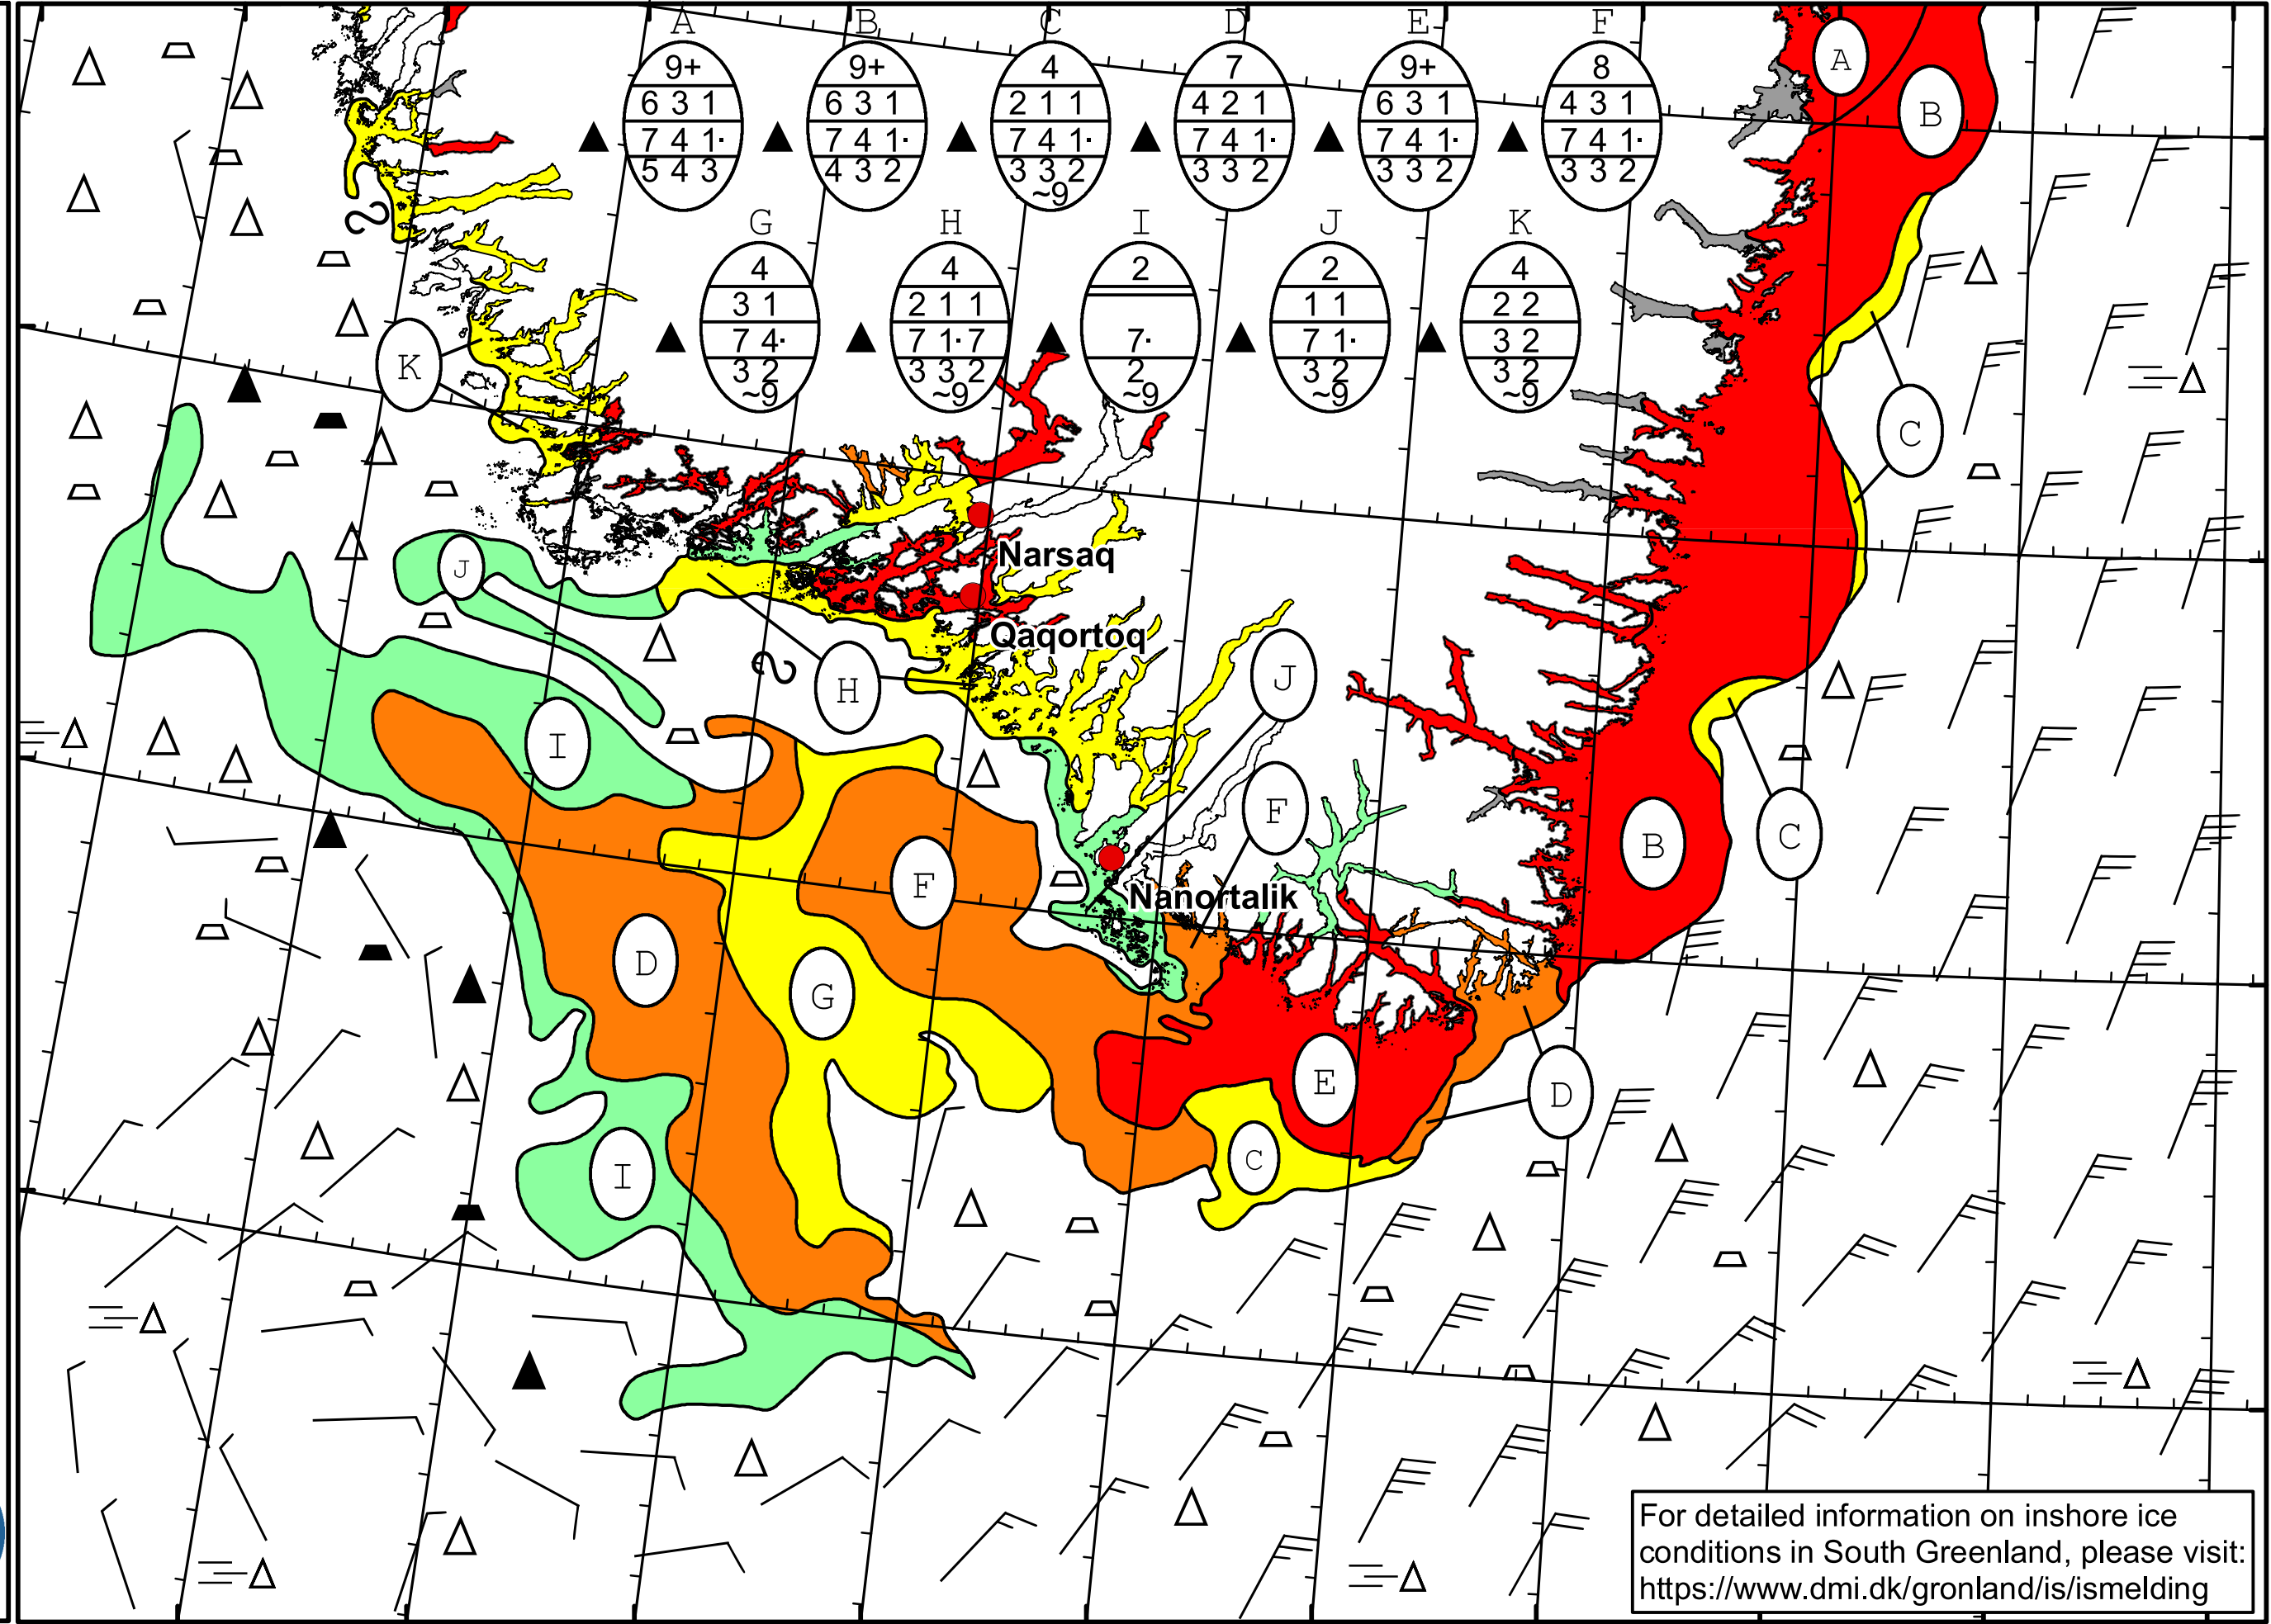 A B C D E F
9+ 9+ 4 7 9+ 8
6 3 1 6 3 1 2 1 1 4 2 1 6 3 1 4 3 1
7 4 1· 7 4 1· 7 4 1· 7 4 1· 7 4 1· 7 4 1·
5 4 3 4 3 2 3 3 2 3 3 2 3 3 2 3 3 2
~9
G H I J K
4 4 2 2 4
3 1 2 1 1 1 1 2 2
7 4· 7 1·7 7· 7 1· 3 2
3 2 3 3 2 2 3 2 3 2
~9 ~9 ~9 ~9 ~9
A
B
K
C
Narsaq
J
Qaqortoq
J
H
I
F
B
C
F
Nanortalik
D
G
E
D
C
I
For detailed information on inshore ice
conditions in South Greenland, please visit:
https://www.dmi.dk/gronland/is/ismelding